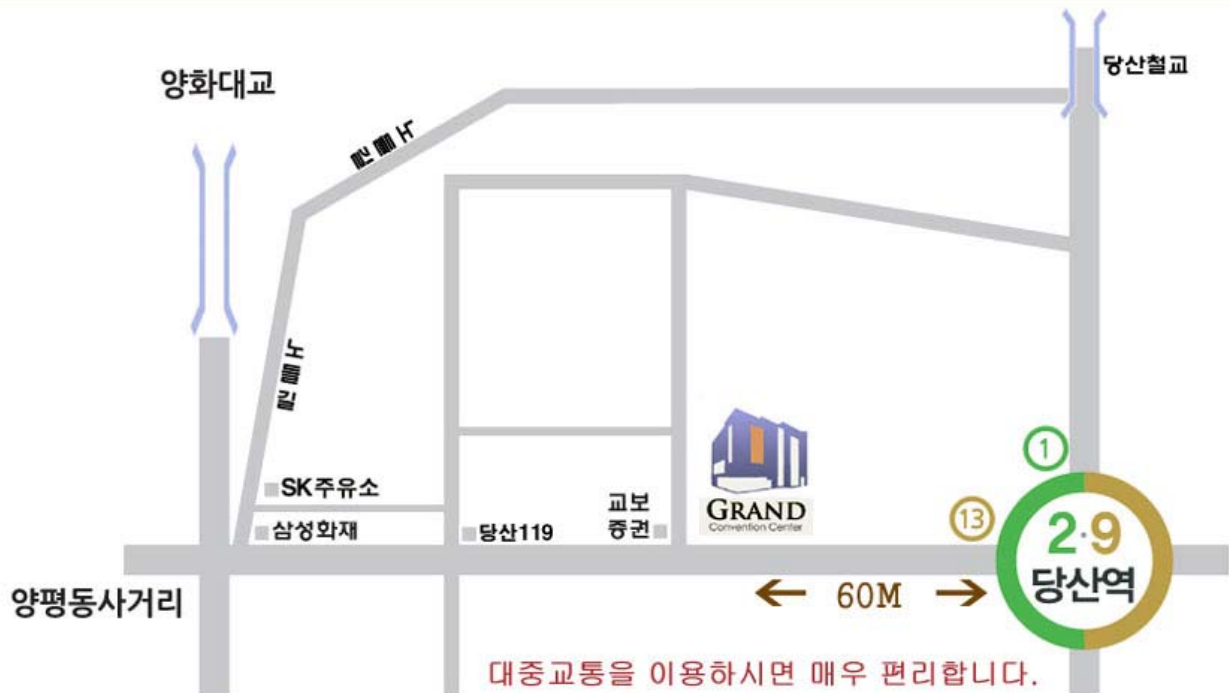 양화대교
당산철교
노들길
노들길
SK주유소
삼성화재
당산119
교보
증권
GRAND
Convention Center
1
13
2·9
당산역
양평동사거리
60M
대중교통을 이용하시면 매우 편리합니다.